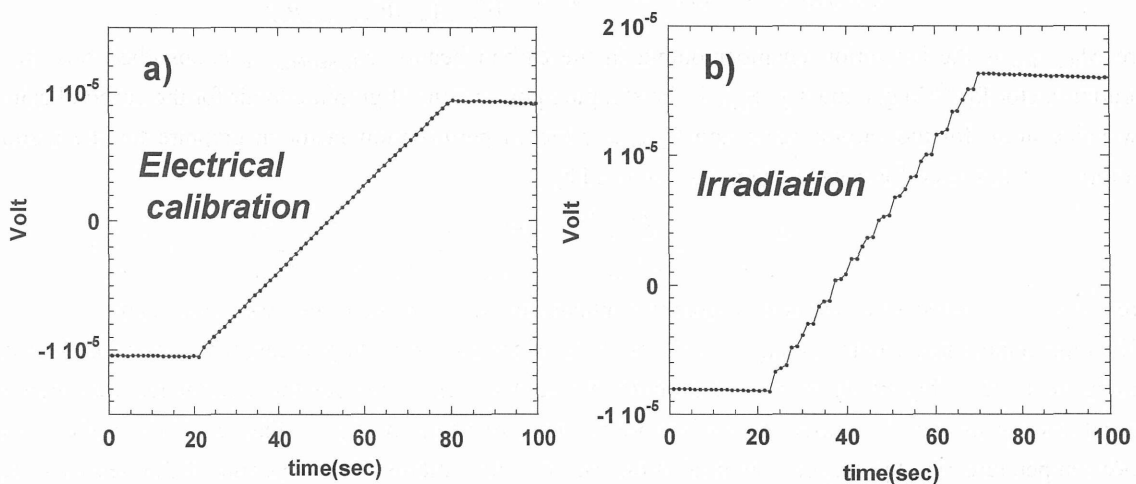 a)
Electrical
calibration
Volt
1 10-5
0
-1 10-5
0 20 40 60 80 100
time(sec)
b)
Irradiation
Volt
2 10-5
1 10-5
0
-1 10-5
0 20 40 60 80 100
time(sec)